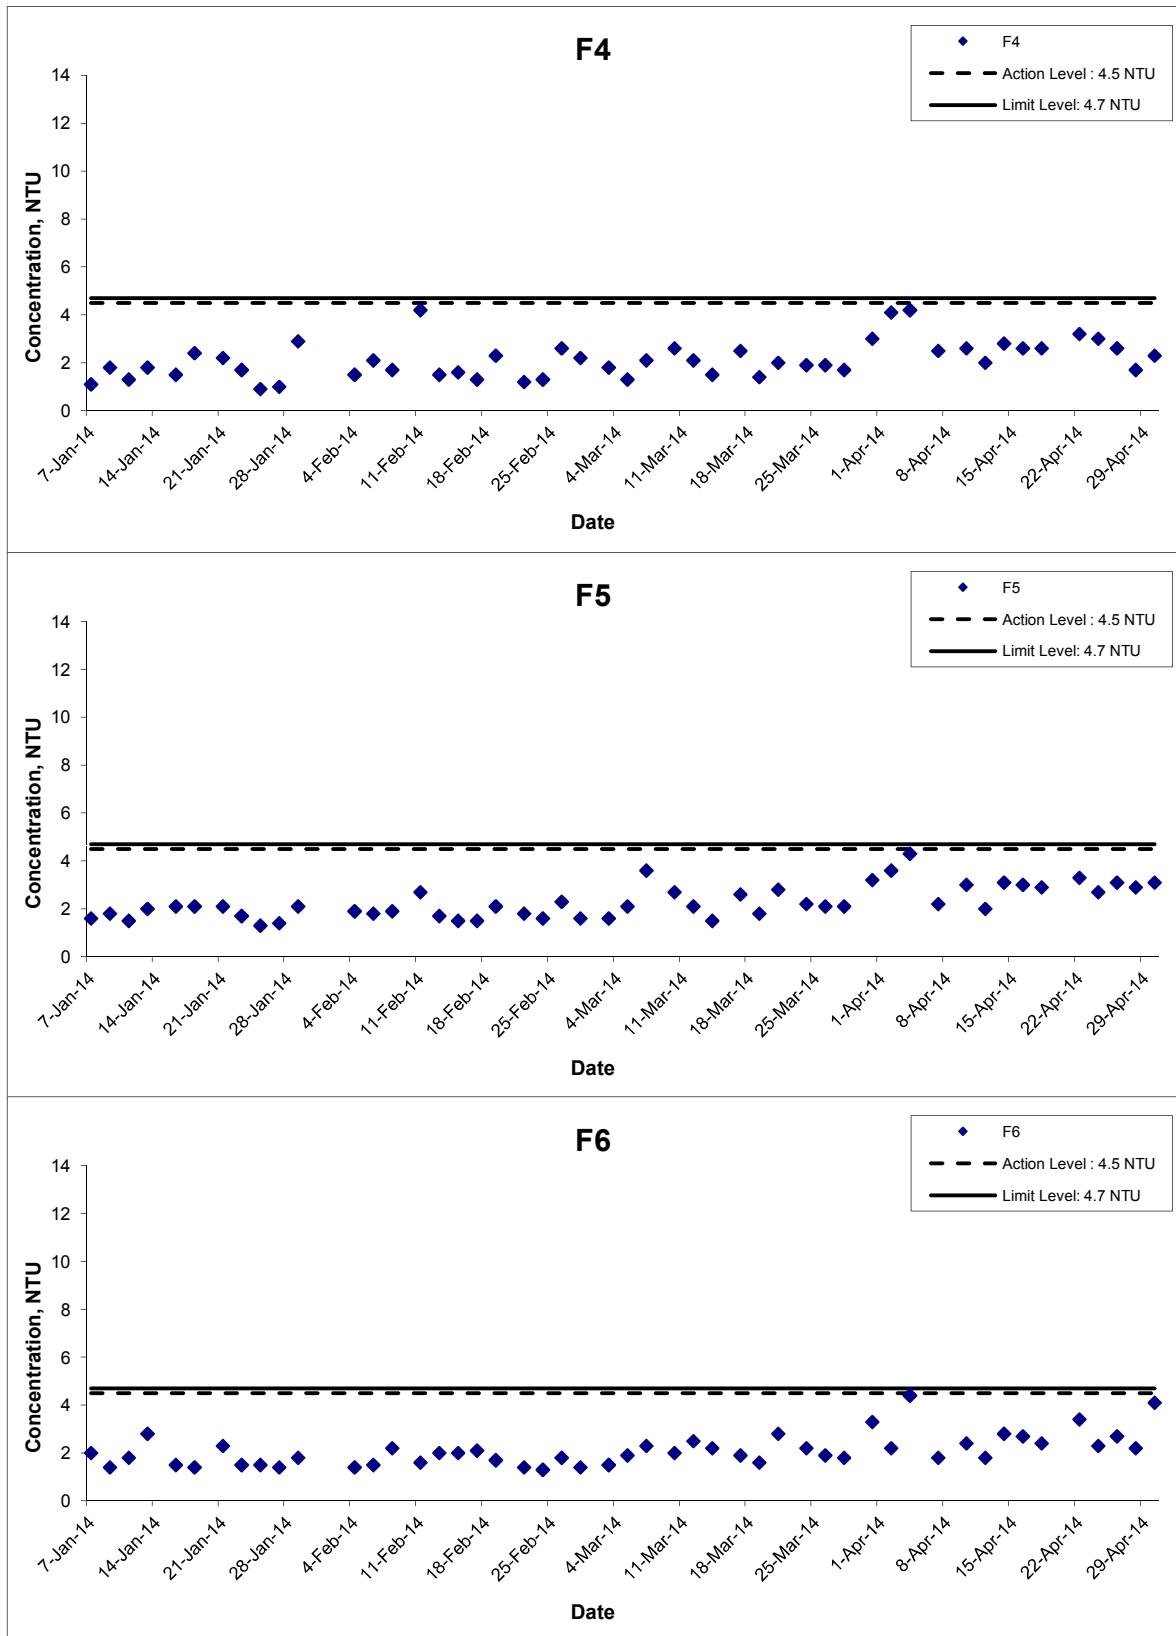 F4
F4
Action Level : 4.5 NTU
Limit Level: 4.7 NTU
14
12
10
8
6
4
2
0
Concentration, NTU
7-Jan-14
14-Jan-14
21-Jan-14
28-Jan-14
4-Feb-14
11-Feb-14
18-Feb-14
25-Feb-14
4-Mar-14
11-Mar-14
18-Mar-14
25-Mar-14
1-Apr-14
8-Apr-14
15-Apr-14
22-Apr-14
29-Apr-14
Date
F5
F5
Action Level : 4.5 NTU
Limit Level: 4.7 NTU
14
12
10
8
6
4
2
0
Concentration, NTU
7-Jan-14
14-Jan-14
21-Jan-14
28-Jan-14
4-Feb-14
11-Feb-14
18-Feb-14
25-Feb-14
4-Mar-14
11-Mar-14
18-Mar-14
25-Mar-14
1-Apr-14
8-Apr-14
15-Apr-14
22-Apr-14
29-Apr-14
Date
F6
F6
Action Level : 4.5 NTU
Limit Level: 4.7 NTU
14
12
10
8
6
4
2
0
Concentration, NTU
7-Jan-14
14-Jan-14
21-Jan-14
28-Jan-14
4-Feb-14
11-Feb-14
18-Feb-14
25-Feb-14
4-Mar-14
11-Mar-14
18-Mar-14
25-Mar-14
1-Apr-14
8-Apr-14
15-Apr-14
22-Apr-14
29-Apr-14
Date